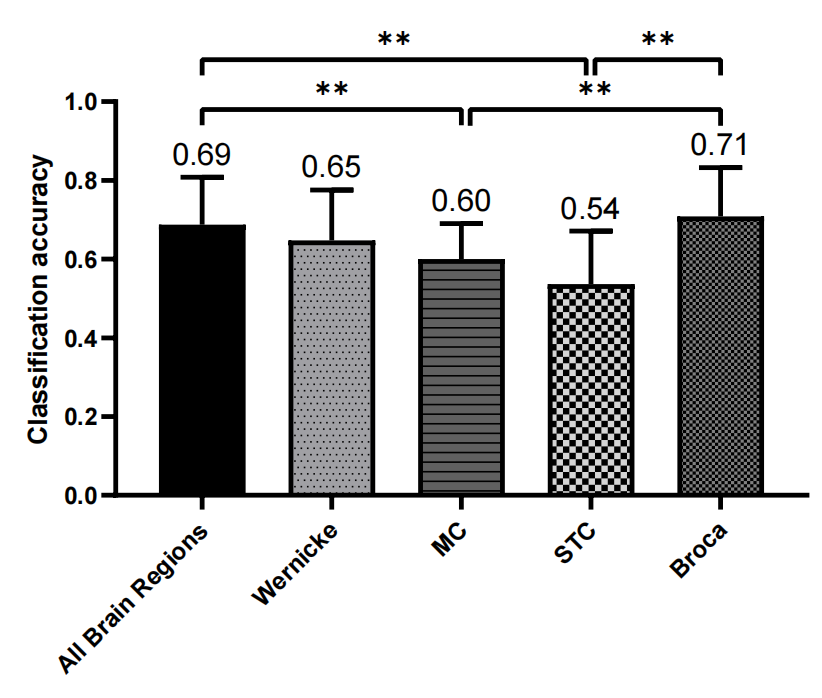 ** **
** **
1.0
0.8
0.6
0.4
0.2
0.0
Classification accuracy
0.69
0.65
0.60
0.54
0.71
All Brain Regions
Wernicke
MC
STC
Broca